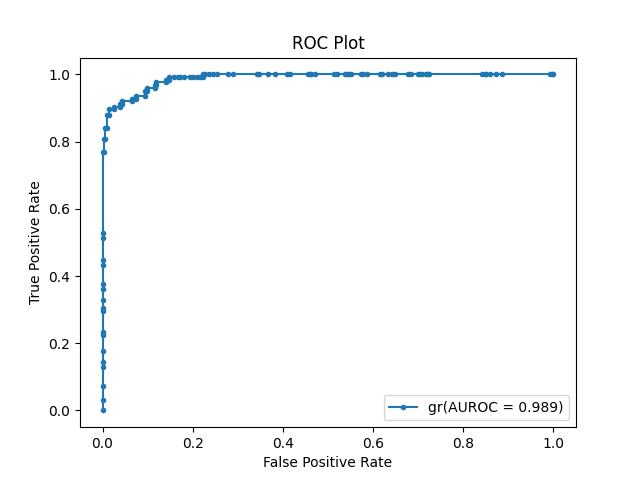 ROC Plot
1.0
0.8
0.6
0.4
0.2
0.0
True Positive Rate
0.0 0.2 0.4 0.6 0.8 1.0
False Positive Rate
gr(AUROC = 0.989)